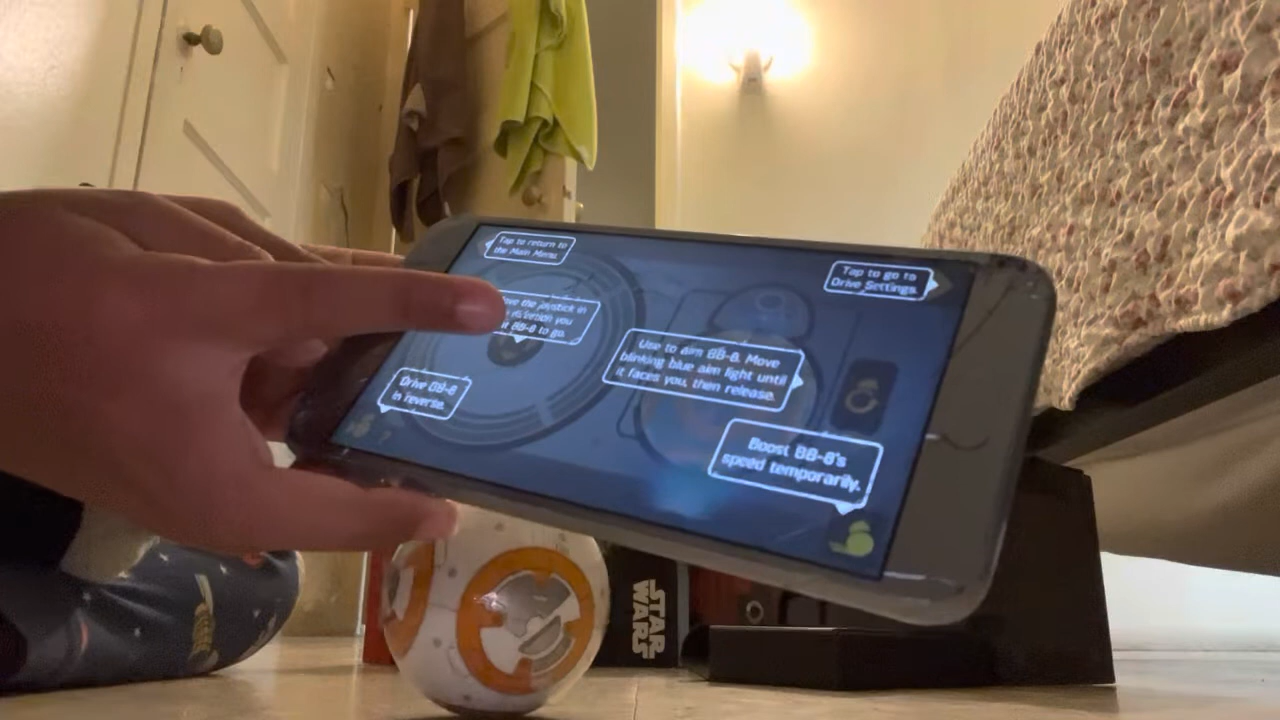 Tap to return to
the Main Menu.
Tap to go to
Drive Settings.
the joystick in
direction you
BB-8 to go.
Use to aim BB-8. Move
blinking blue aim light until
it faces you, then release.
Drive BB-8
in reverse.
Boost BB-8's
speed temporarily.
STAR
WARS